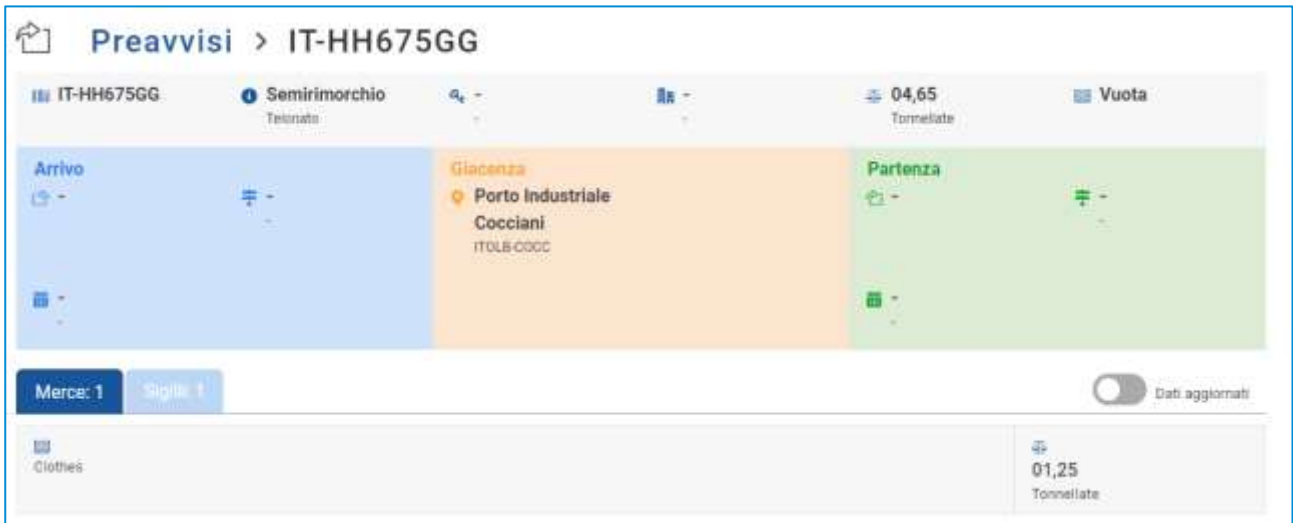 Preavvisi > IT-HH675GG
IT-HH675GG
Semirimorchio
Telonato
-
-
-
-
04,65
Tonnellate
Vuota
Arrivo
-
-
-
-
-
Giacenza
Porto Industriale
Cocciani
ITOLB-COCC
Partenza
-
-
-
-
-
Merce: 1
Sigilli: 1
Dati aggiornati
Clothes
01,25
Tonnellate